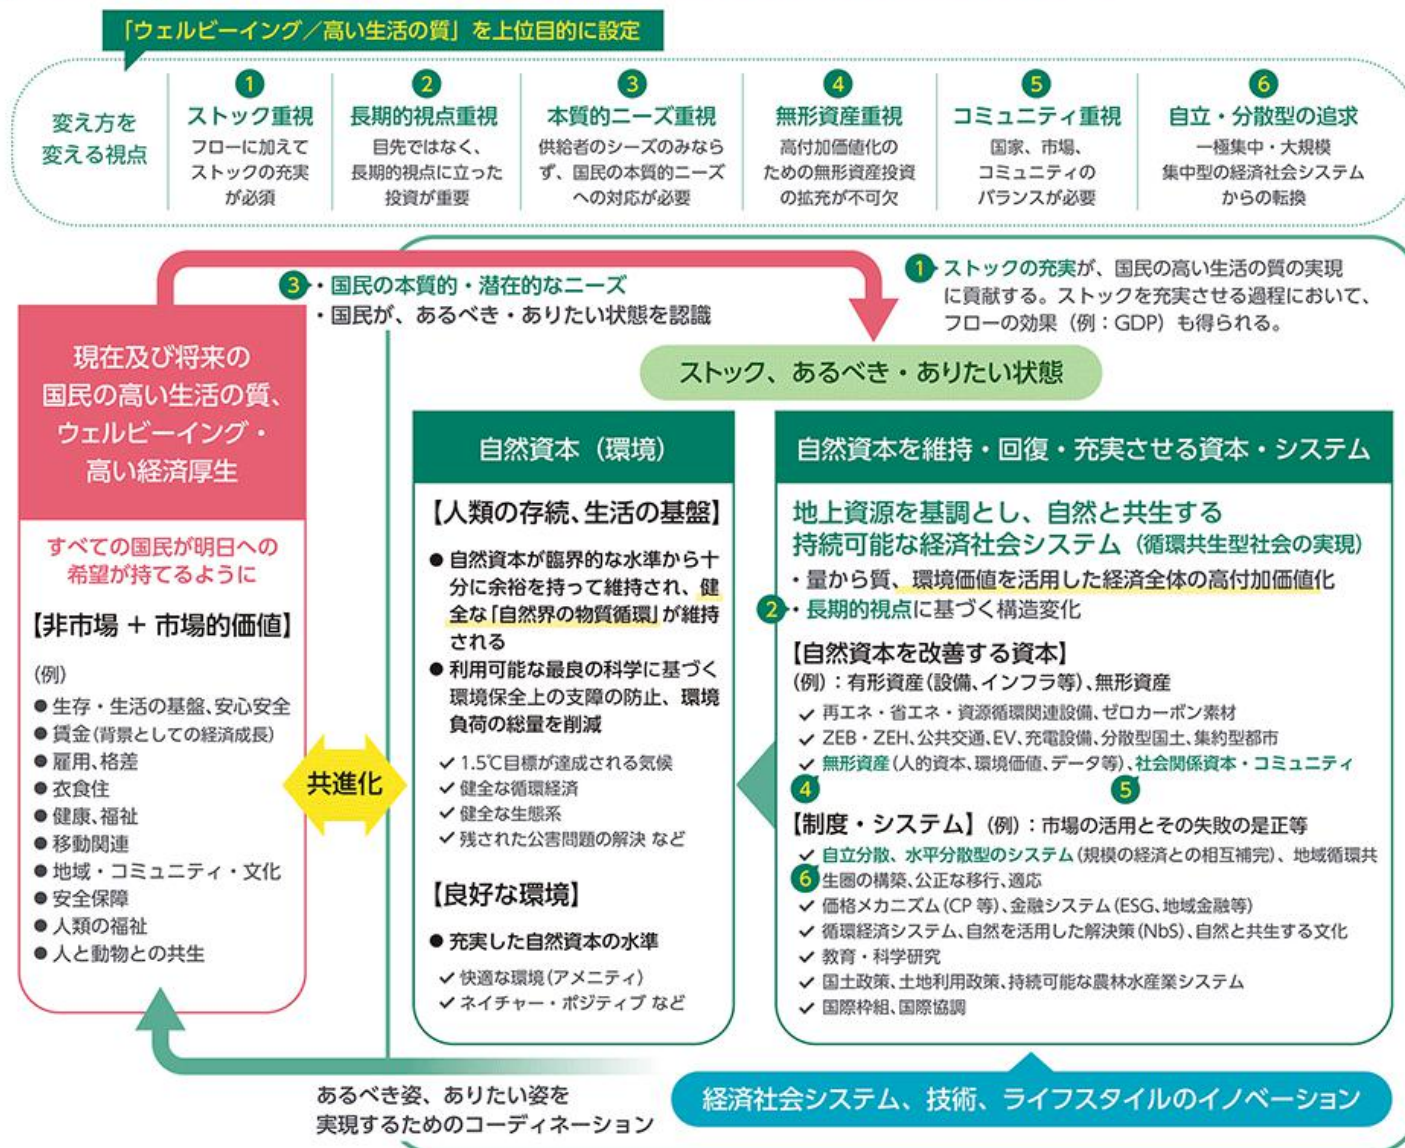 「ウェルビーイング／高い生活の質」を上位目的に設定
変え方を
変える視点
1
ストック重視
フローに加えて
ストックの充実
が必須
2
長期的視点重視
目先ではなく、
長期的視点に立った
投資が重要
3
本質的ニーズ重視
供給者のシーズのみなら
ず、国民の本質的ニーズ
への対応が必要
4
無形資産重視
高付加価値化の
ための無形資産投資
の拡充が不可欠
5
コミュニティ重視
国家、市場、
コミュニティの
バランスが必要
6
自立・分散型の追求
一極集中・大規模
集中型の経済社会システム
からの転換
3 ・国民の本質的・潜在的なニーズ
・国民が、あるべき・ありたい状態を認識
1 ストックの充実が、国民の高い生活の質の実現
に貢献する。ストックを充実させる過程において、
フローの効果（例：GDP）も得られる。
現在及び将来の
国民の高い生活の質、
ウェルビーイング・
高い経済厚生
すべての国民が明日への
希望が持てるように
【非市場 + 市場的価値】
(例)
● 生存・生活の基盤、安心安全
● 賃金(背景としての経済成長)
● 雇用、格差
● 衣食住
● 健康、福祉
● 移動関連
● 地域・コミュニティ・文化
● 安全保障
● 人類の福祉
● 人と動物との共生
共進化
ストック、あるべき・ありたい状態
自然資本（環境）
【人類の存続、生活の基盤】
● 自然資本が臨界的な水準から十
分に余裕を持って維持され、健
全な「自然界の物質循環」が維持
される
● 利用可能な最良の科学に基づく
環境保全上の支障の防止、環境
負荷の総量を削減
✓ 1.5℃目標が達成される気候
✓ 健全な循環経済
✓ 健全な生態系
✓ 残された公害問題の解決 など
【良好な環境】
● 充実した自然資本の水準
✓ 快適な環境(アメニティ)
✓ ネイチャー・ポジティブ など
自然資本を維持・回復・充実させる資本・システム
地上資源を基調とし、自然と共生する
持続可能な経済社会システム（循環共生型社会の実現）
・量から質、環境価値を活用した経済全体の高付加価値化
2 ・長期的視点に基づく構造変化
【自然資本を改善する資本】
(例)：有形資産(設備、インフラ等)、無形資産
✓ 再エネ・省エネ・資源循環関連設備、ゼロカーボン素材
✓ ZEB・ZEH、公共交通、EV、充電設備、分散型国土、集約型都市
✓ 無形資産(人的資本、環境価値、データ等)、社会関係資本・コミュニティ
4
5
【制度・システム】(例)：市場の活用とその失敗の是正等
✓ 自立分散、水平分散型のシステム(規模の経済との相互補完)、地域循環共
6 生圏の構築、公正な移行、適応
✓ 価格メカニズム(CP 等)、金融システム(ESG、地域金融等)
✓ 循環経済システム、自然を活用した解決策(NbS)、自然と共生する文化
✓ 教育・科学研究
✓ 国土政策、土地利用政策、持続可能な農林水産業システム
✓ 国際枠組、国際協調
あるべき姿、ありたい姿を
実現するためのコーディネーション
経済社会システム、技術、ライフスタイルのイノベーション